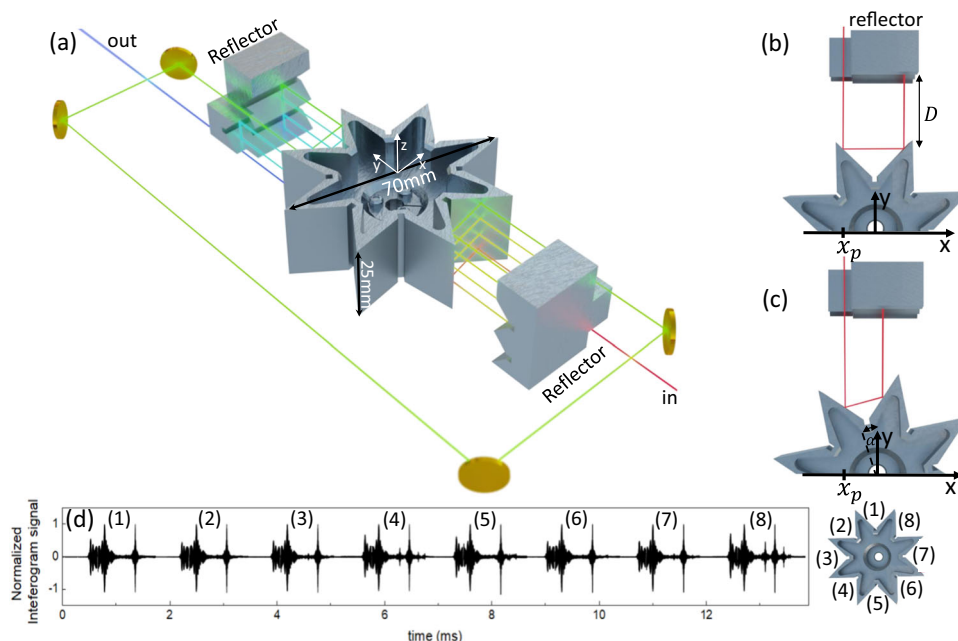 (a)
out
Reflector
z
y
x
70mm
25mm
Reflector
in
(b)
reflector
D
y
x
x_p
(c)
α
y
x
x_p
(d)
(1)
(2)
(3)
(4)
(5)
(6)
(7)
(8)
Normalized
Inteferogram signal
1
0
-1
0
2
4
6
8
10
12
time (ms)
(1)
(2)
(8)
(3)
(7)
(4)
(6)
(5)